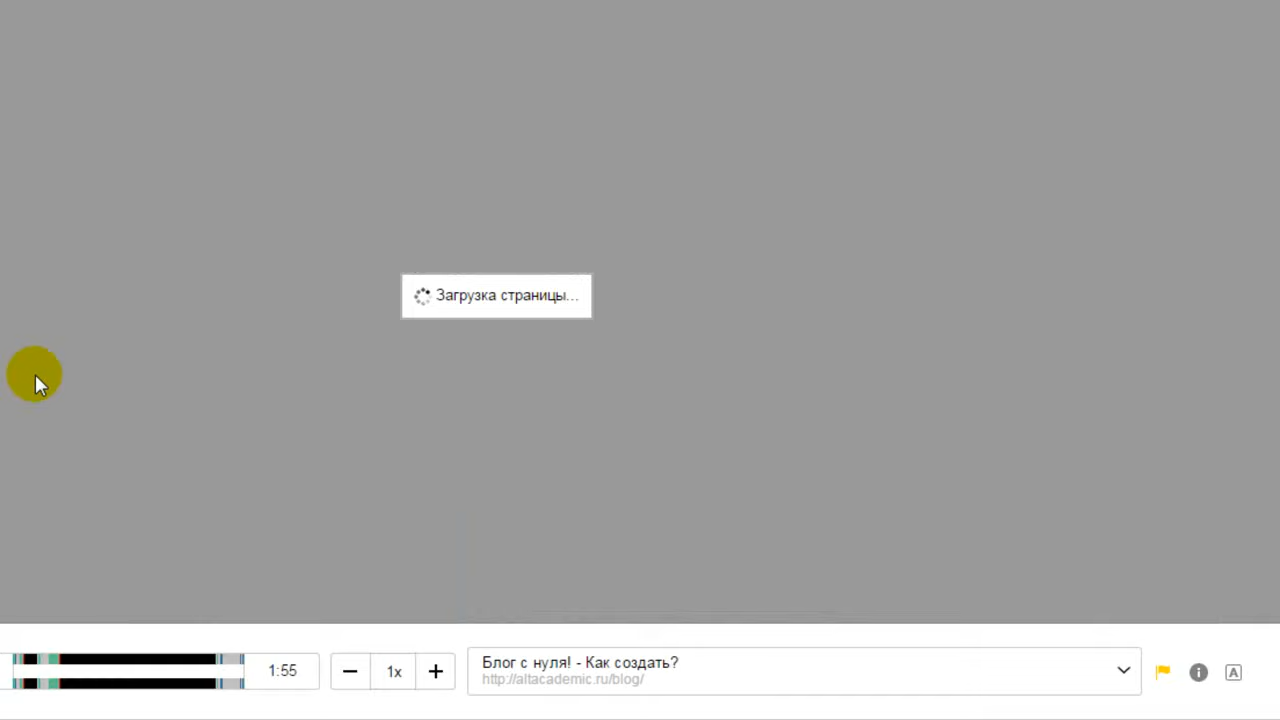 Загрузка страницы...
1:55
1x
Блог с нуля! - Как создать?
http://altacademic.ru/blog/
A